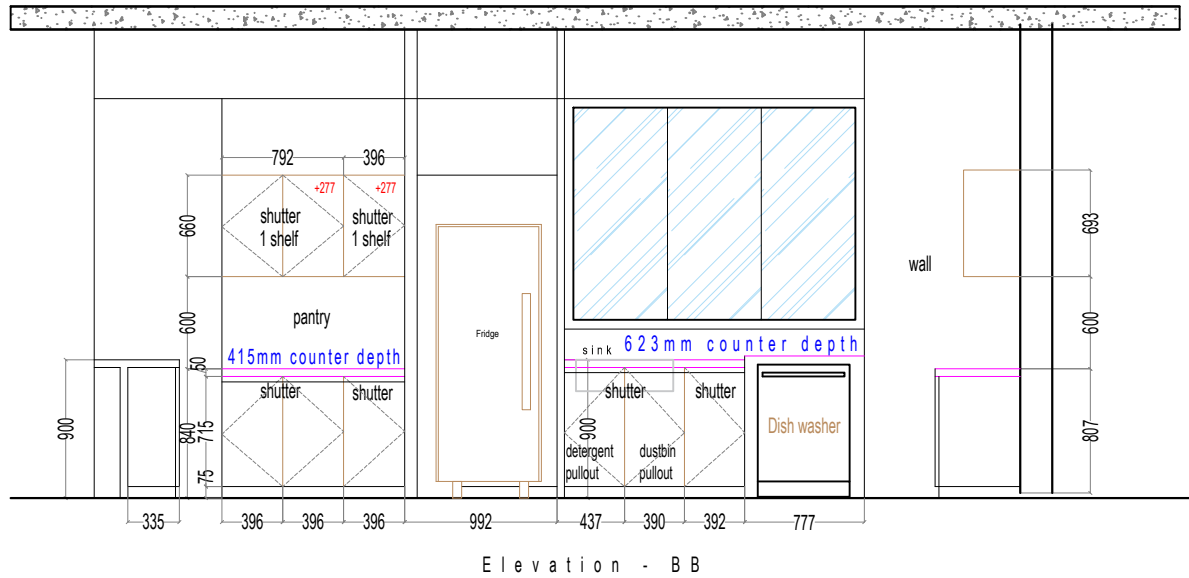 792
396
+277
+277
shutter
1 shelf
shutter
1 shelf
660
693
wall
600
600
pantry
Fridge
415mm counter depth
sink
623mm counter depth
50
shutter
shutter
shutter
shutter
900
840
715
900
Dish washer
807
detergent
pullout
dustbin
pullout
75
335
396
396
396
992
437
390
392
777
Elevation - BB